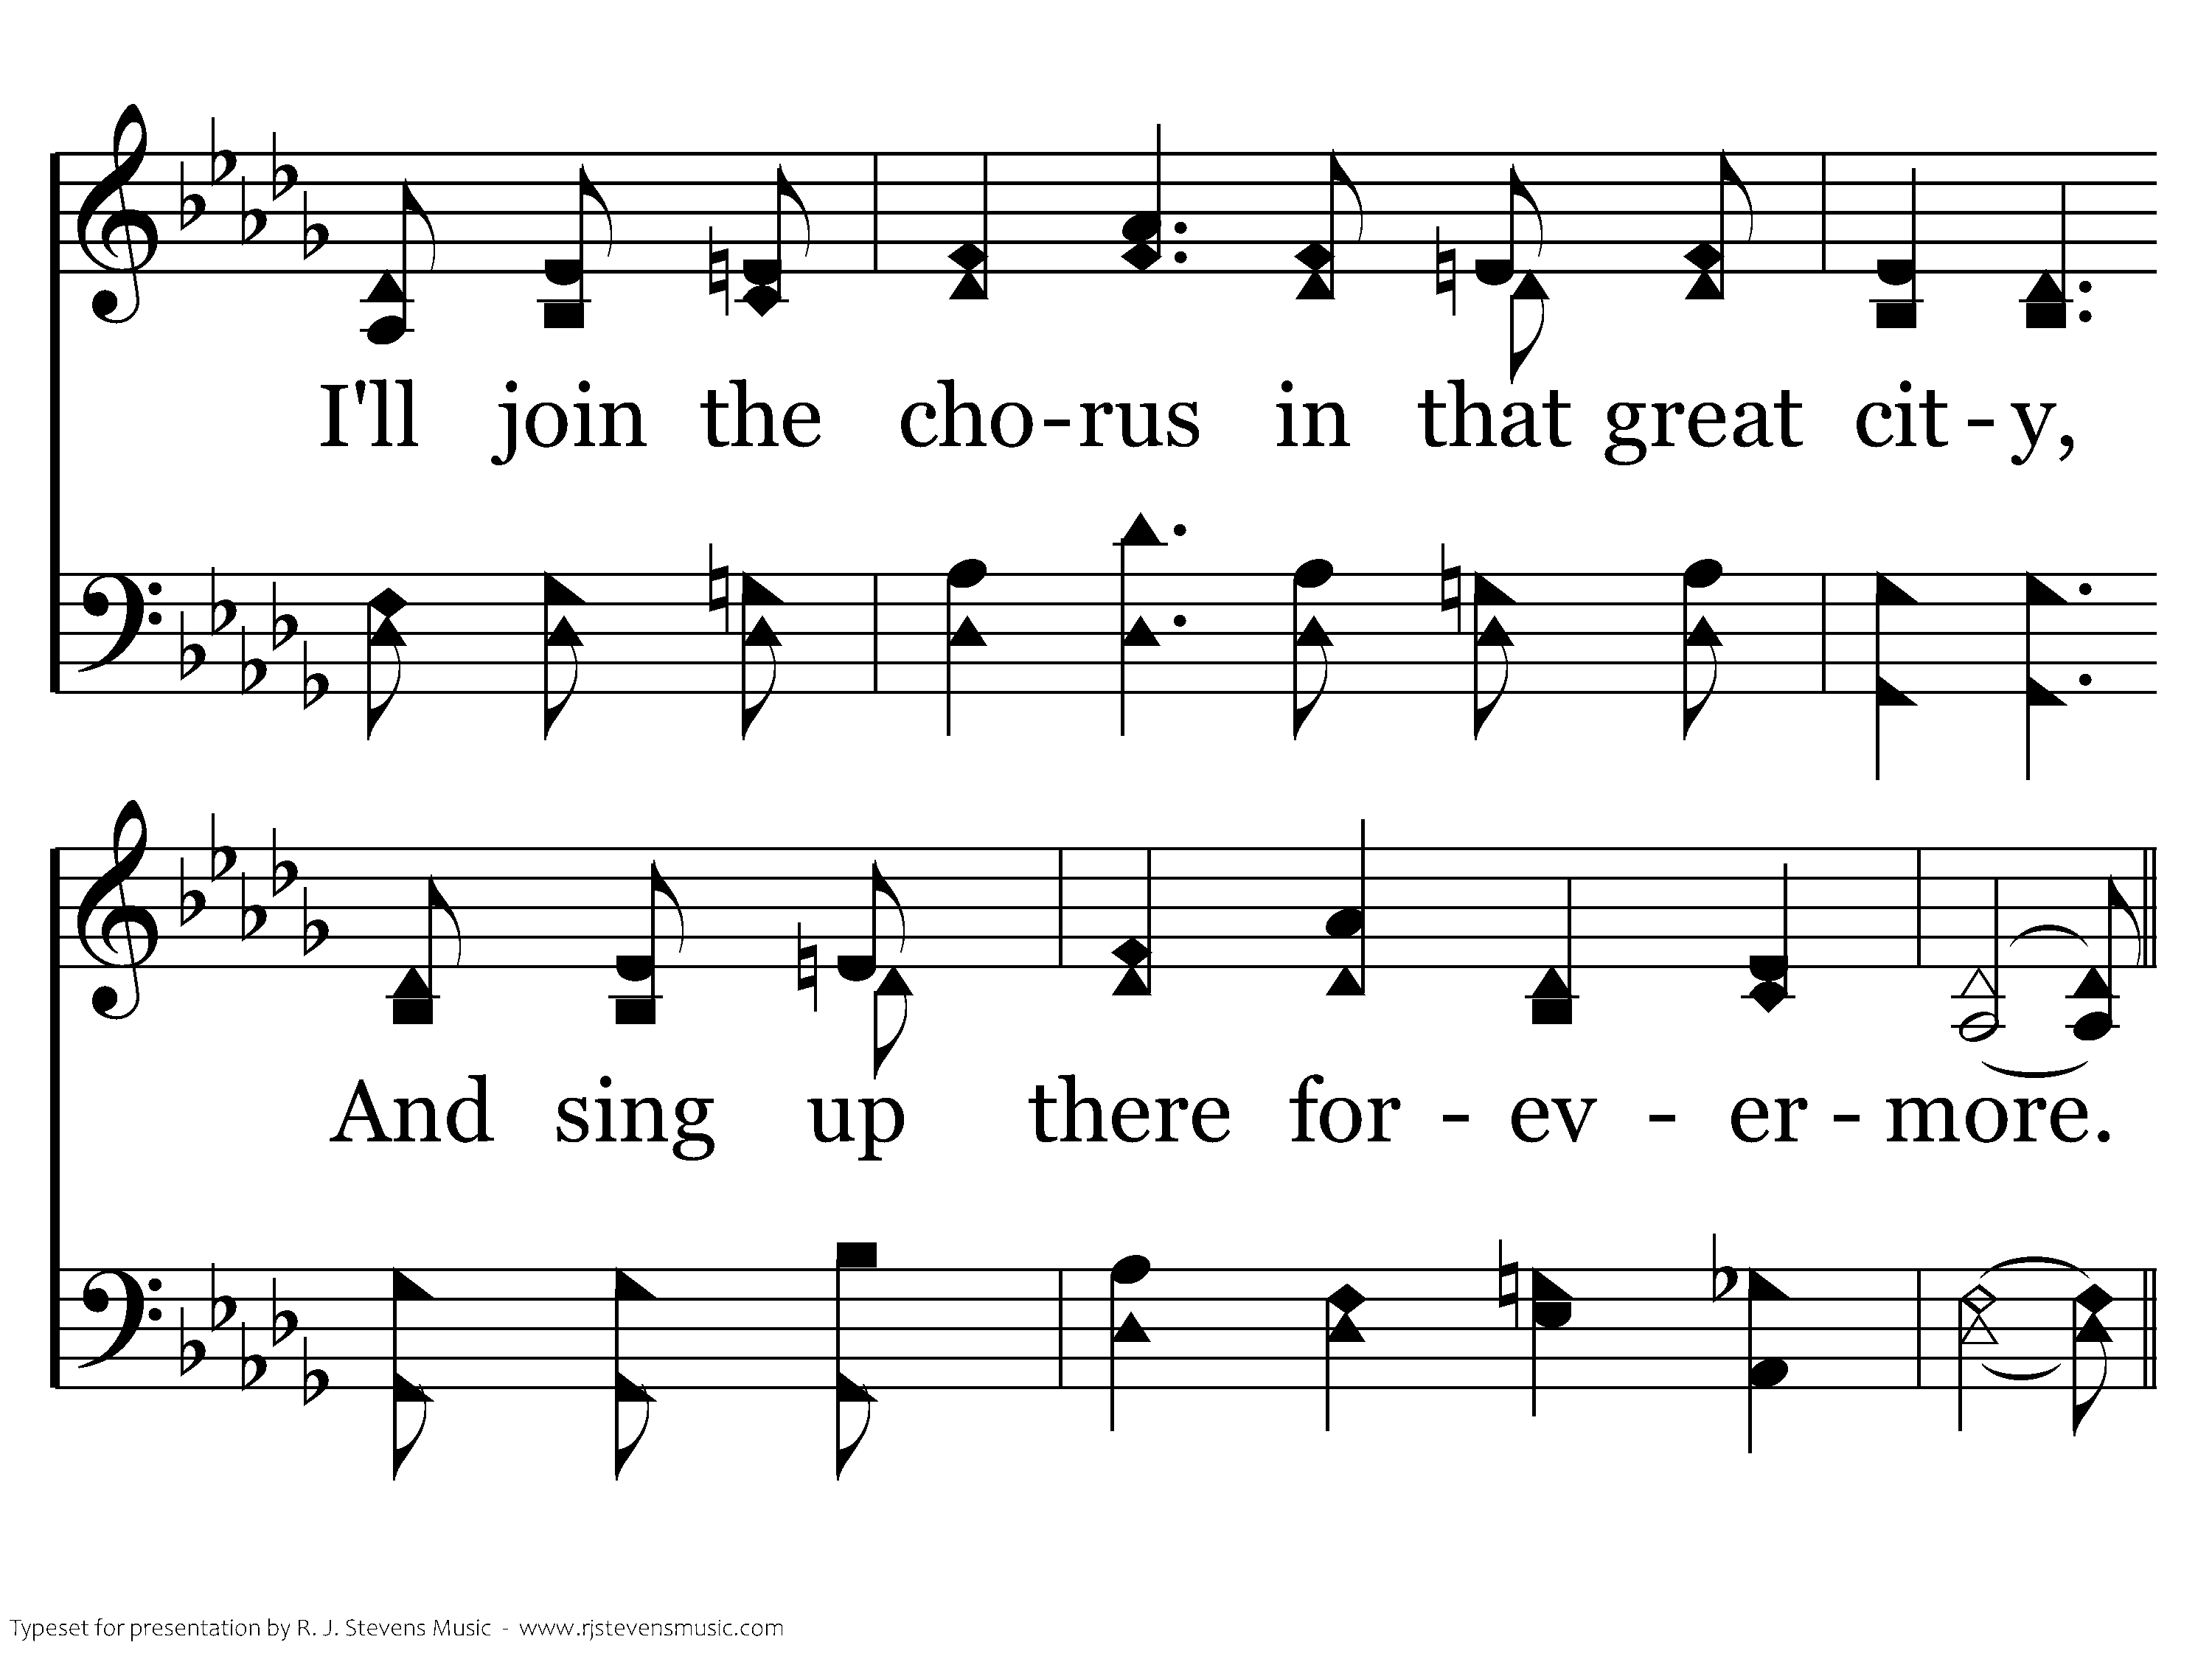 I'll join the cho-rus in that great cit-y,
And sing up there for-ev-er-more.
Typeset for presentation by R. J. Stevens Music - www.rjstevensmusic.com